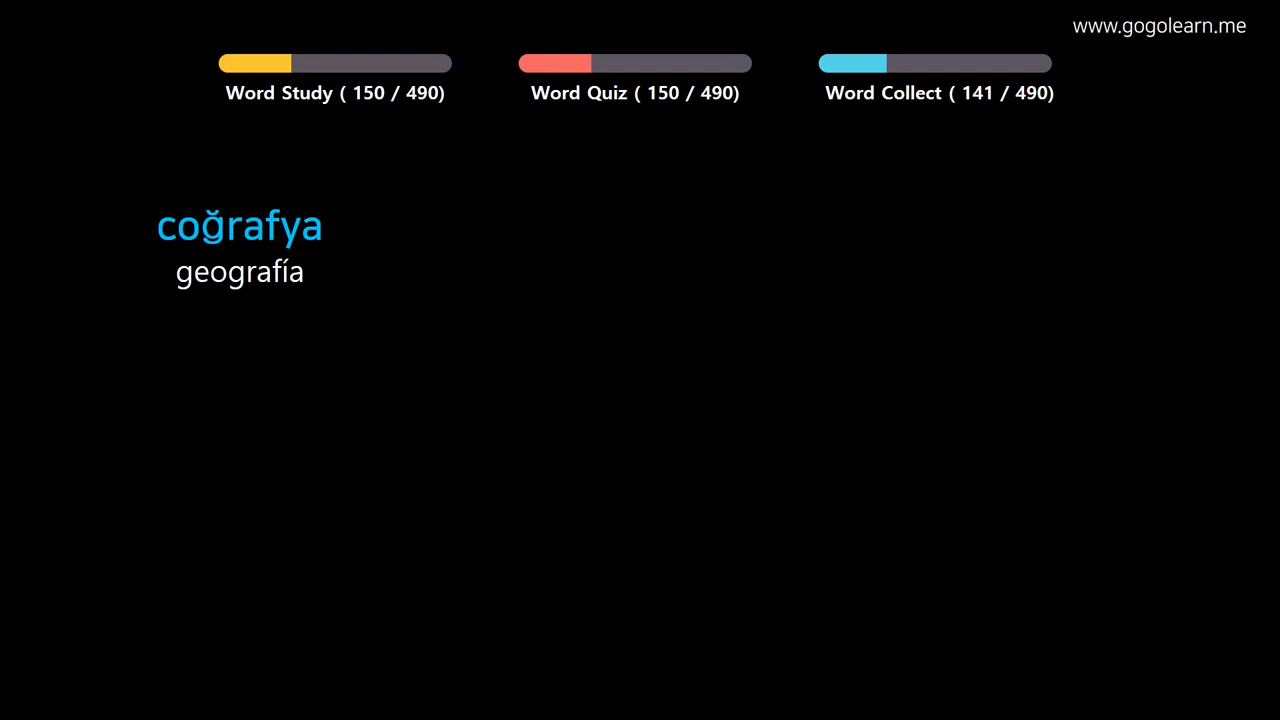 www.gogolearn.me
Word Study ( 150 / 490)
Word Quiz ( 150 / 490)
Word Collect ( 141 / 490)
coğrafya
geografía